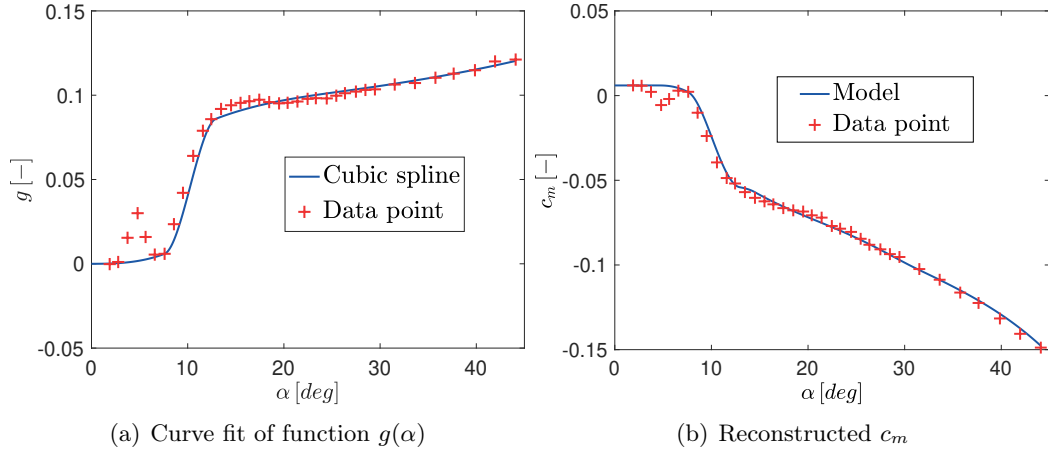 0.15
0.1
0.05
0
-0.05
g [−]
Cubic spline
Data point
0 10 20 30 40
α [deg]
(a) Curve fit of function g(α)
0.05
0
-0.05
-0.1
-0.15
c_m [−]
Model
Data point
0 10 20 30 40
α [deg]
(b) Reconstructed c_m